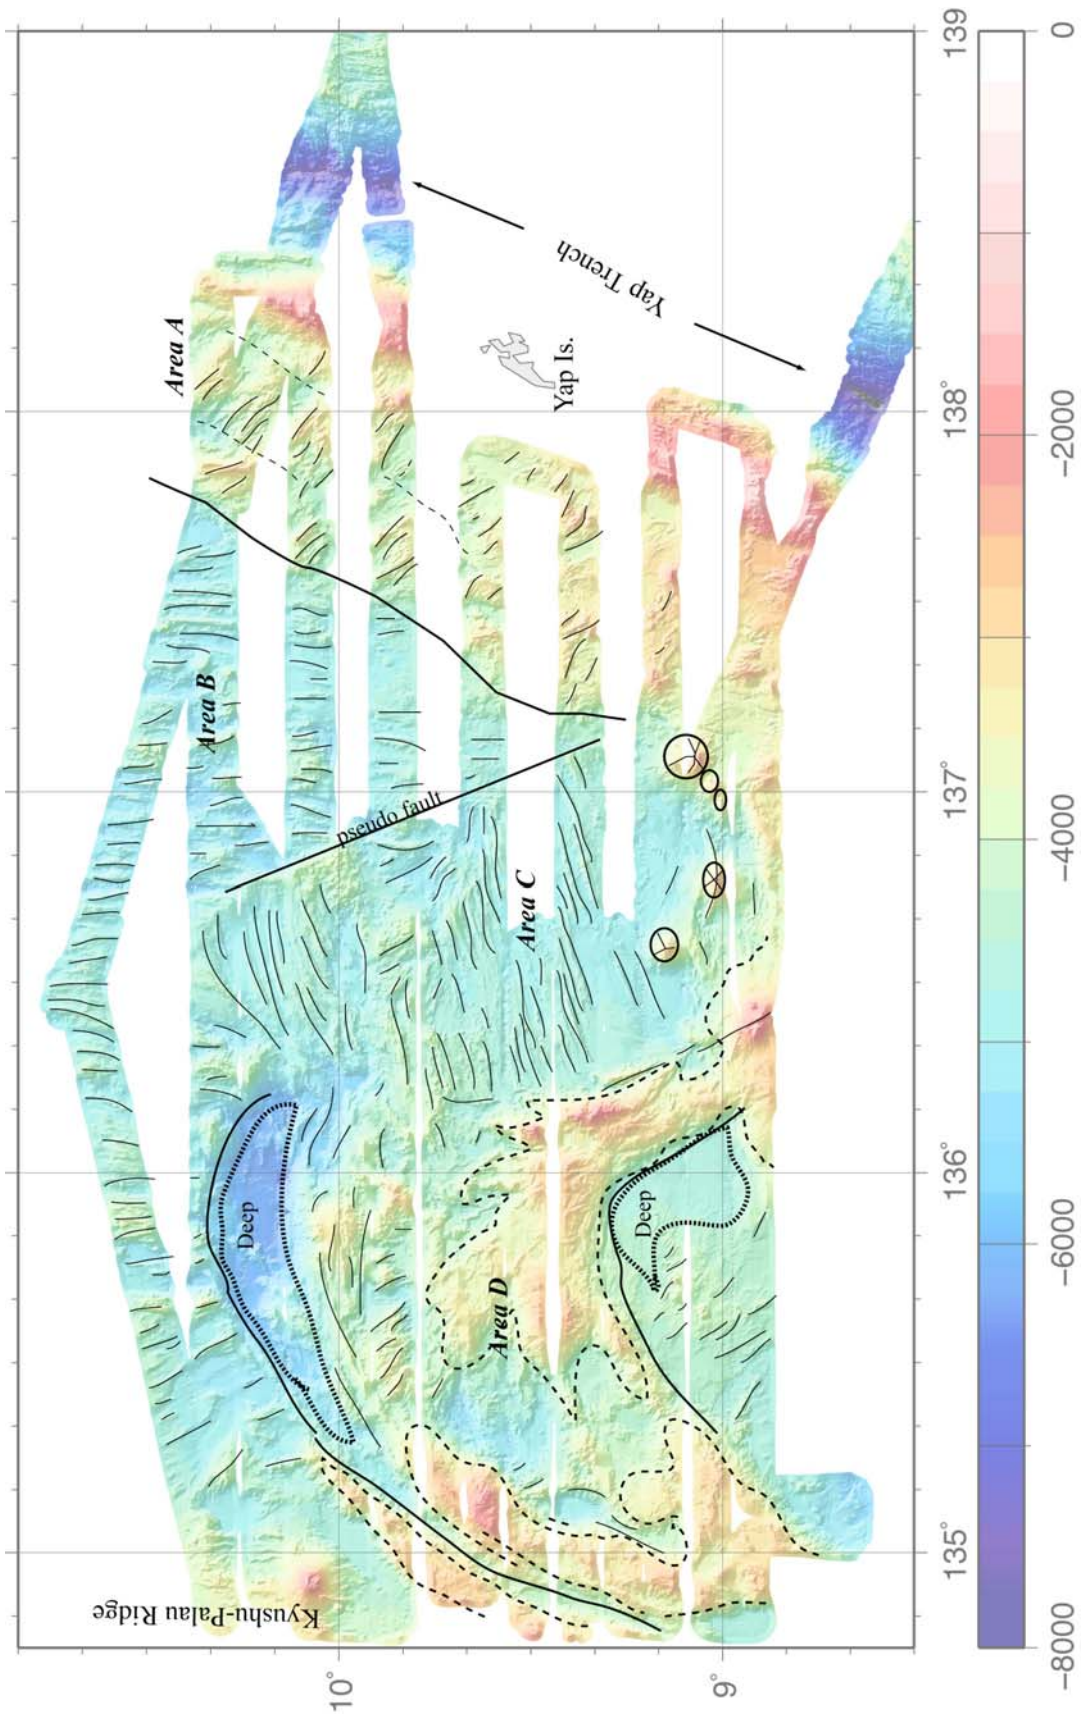 Kyushu-Palau Ridge
Area A
Area B
Area C
Area D
pseudo fault
Deep
Deep
Yap Is.
Yap Trench
10°
9°
135°
136°
137°
138°
139
−8000
−6000
−4000
−2000
0